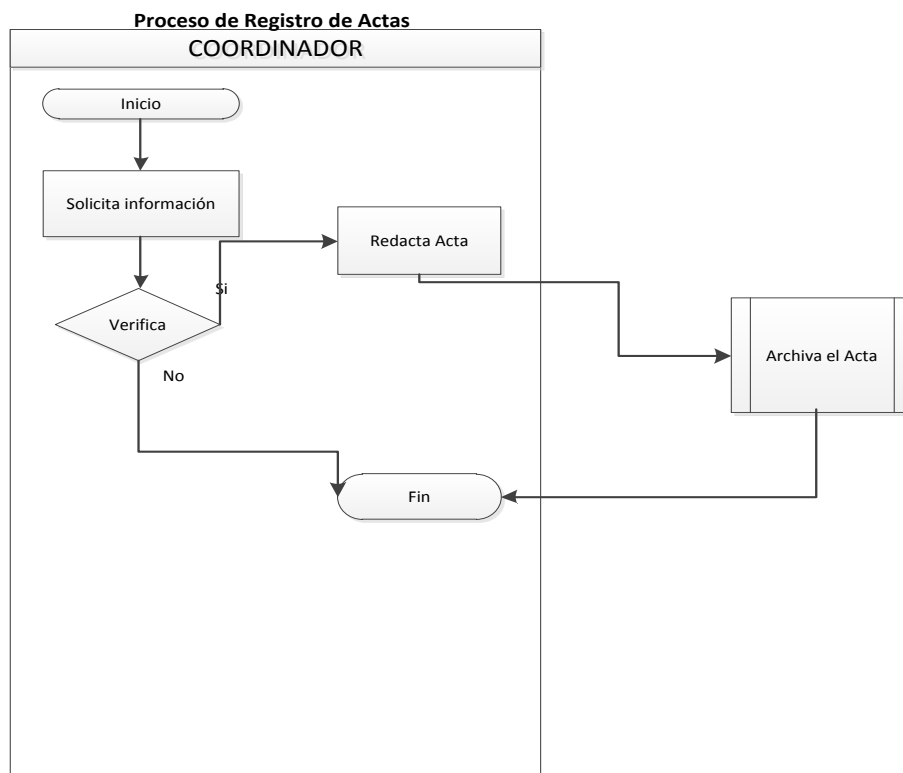 Proceso de Registro de Actas
COORDINADOR
Inicio
Solicita información
Redacta Acta
Si
Verifica
Archiva el Acta
No
Fin